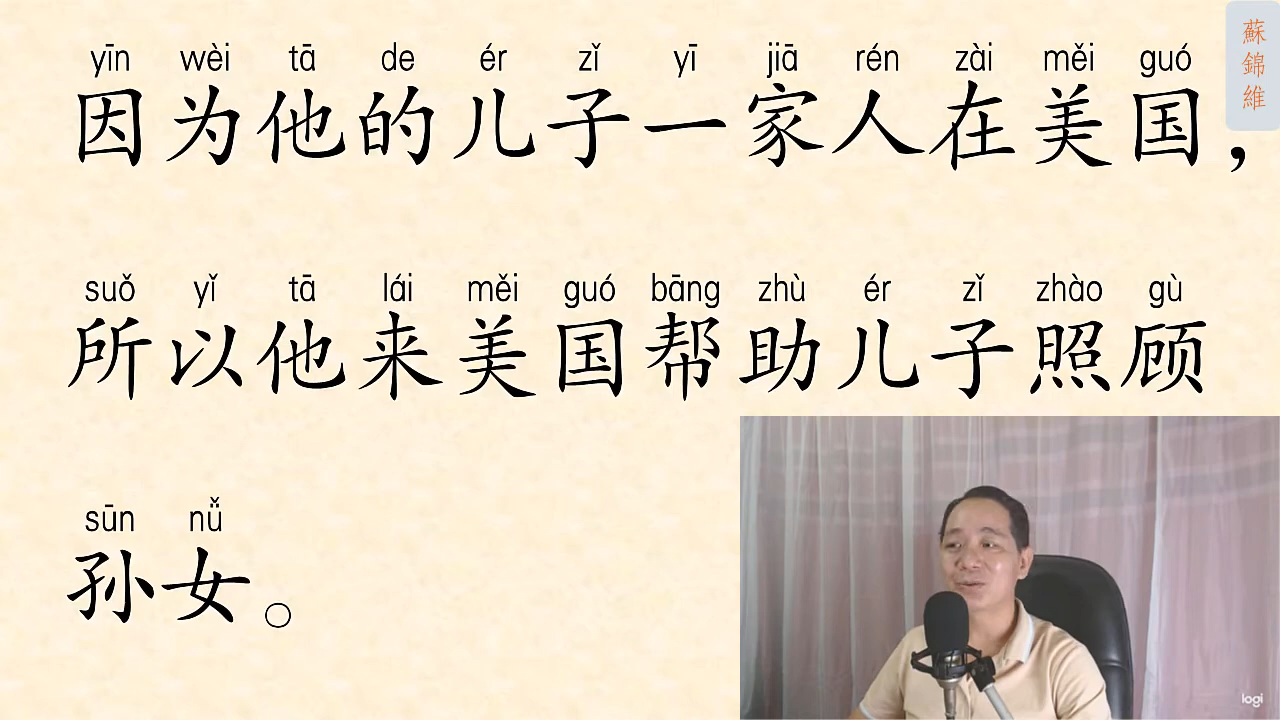 yīn wèi tā de ér zǐ yī jiā rén zài měi guó
因为他的儿子一家人在美国，
suǒ yǐ tā lái měi guó bāng zhù ér zǐ zhào gù
所以他来美国帮助儿子照顾
sūn nǚ
孙女。
蘇錦維
logi